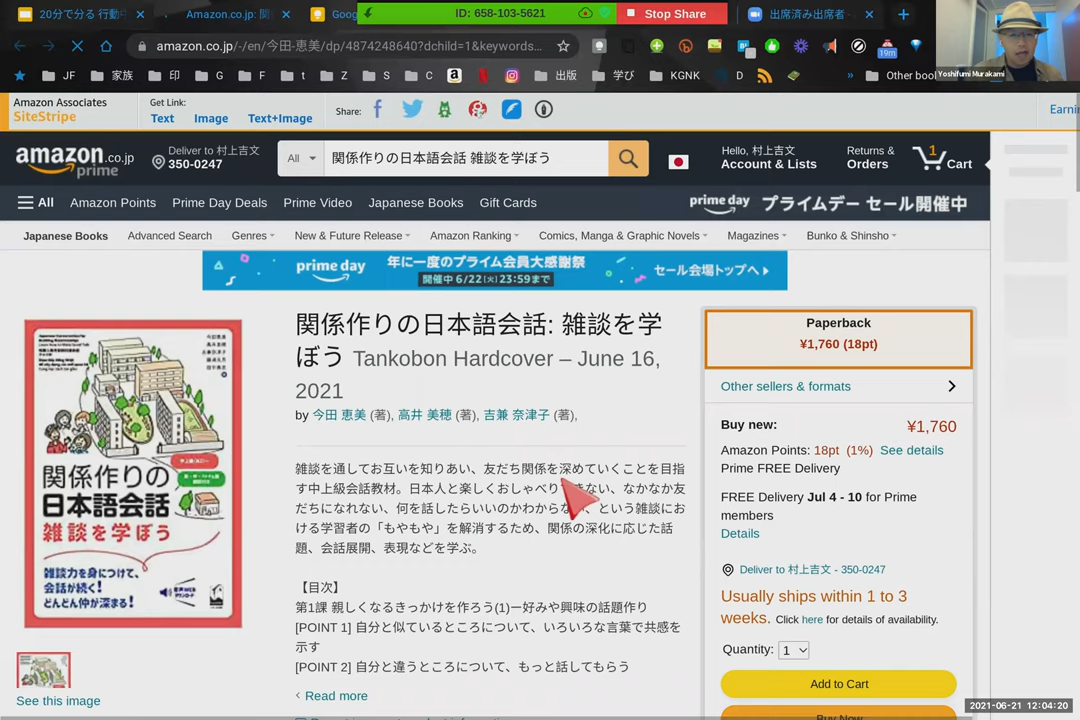 20分で分る 行動中
Amazon.co.jp: 関
Goog
ID: 658-103-5621
Stop Share
出席済み出席者 -
amazon.co.jp/-/en/今田-恵美/dp/4874248640?dchild=1&keywords...
19m
Yoshifumi Murakami
JF 家族 印 G F t Z S C 出版 学び KGNK D Other bool
Amazon Associates
SiteStripe
Get Link:
Text Image Text+Image
Share:
Earni
amazon.co.jp
prime
Deliver to 村上吉文
350-0247
All
関係作りの日本語会話 雑談を学ぼう
Hello, 村上吉文
Account & Lists
Returns &
Orders
1
Cart
All Amazon Points Prime Day Deals Prime Video Japanese Books Gift Cards
prime day プライムデー セール開催中
Japanese Books Advanced Search Genres New & Future Release Amazon Ranking Comics, Manga & Graphic Novels Magazines Bunko & Shinsho
prime day
年に一度のプライム会員大感謝祭
開催中 6/22(火)23:59まで
セール会場トップへ
関係作りの日本語会話: 雑談を学
ぼう Tankobon Hardcover – June 16,
2021
by 今田 恵美 (著), 高井 美穂 (著), 吉兼 奈津子 (著),
雑談を通してお互いを知りあい、友だち関係を深めていくことを目指
す中上級会話教材。日本人と楽しくおしゃべりできない、なかなか友
だちになれない、何を話したらいいのかわからない、という雑談にお
ける学習者の「もやもや」を解消するため、関係の深化に応じた話
題、会話展開、表現などを学ぶ。
【目次】
第1課 親しくなるきっかけを作ろう(1)ー好みや興味の話題作り
[POINT 1] 自分と似ているところについて、いろいろな言葉で共感を
示す
[POINT 2] 自分と違うところについて、もっと話してもらう
Read more
関係作りの
日本語会話
雑談を学ぼう
雑談力を身につけて、
会話が続く!
どんどん仲が深まる!
See this image
Paperback
¥1,760 (18pt)
Other sellers & formats
Buy new:
¥1,760
Amazon Points: 18pt (1%) See details
Prime FREE Delivery
FREE Delivery Jul 4 - 10 for Prime
members
Details
Deliver to 村上吉文 - 350-0247
Usually ships within 1 to 3
weeks. Click here for details of availability.
Quantity: 1
Add to Cart
Buy Now
2021-06-21 12:04:20